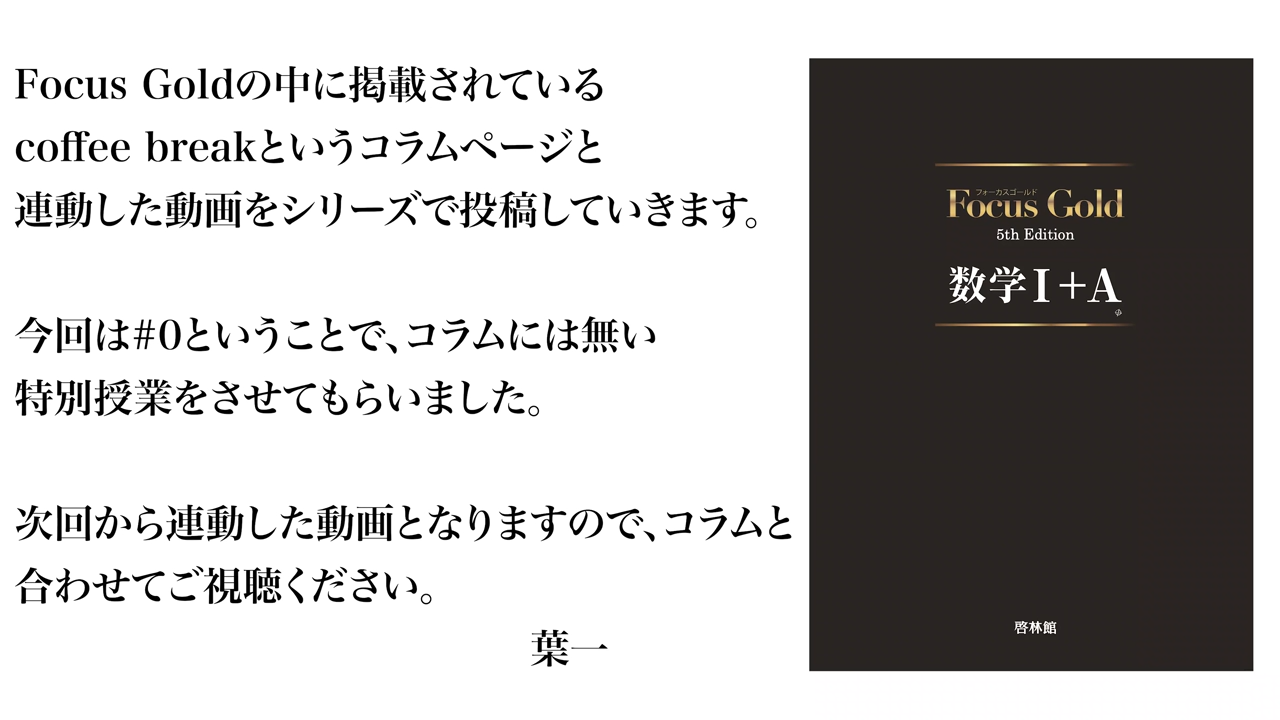 Focus Goldの中に掲載されている
coffee breakというコラムページと
連動した動画をシリーズで投稿していきます。
今回は#0ということで、コラムには無い
特別授業をさせてもらいました。
次回から連動した動画となりますので、コラムと
合わせてご視聴ください。
葉一
フォーカスゴールド
Focus Gold
5th Edition
数学I+A
啓林館